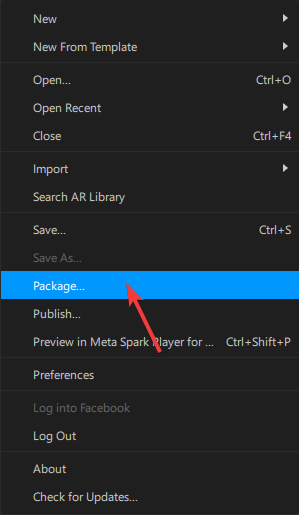 New
New From Template
Open... Ctrl+O
Open Recent
Close Ctrl+F4
Import
Search AR Library
Save... Ctrl+S
Save As...
Package...
Publish...
Preview in Meta Spark Player for ... Ctrl+Shift+P
Preferences
Log into Facebook
Log Out
About
Check for Updates...